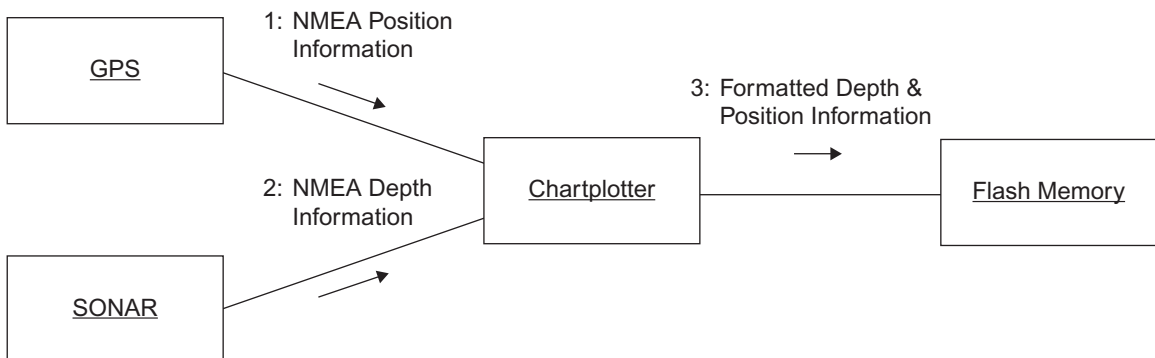 1: NMEA Position
Information
GPS
3: Formatted Depth &
Position Information
Chartplotter
Flash Memory
2: NMEA Depth
Information
SONAR